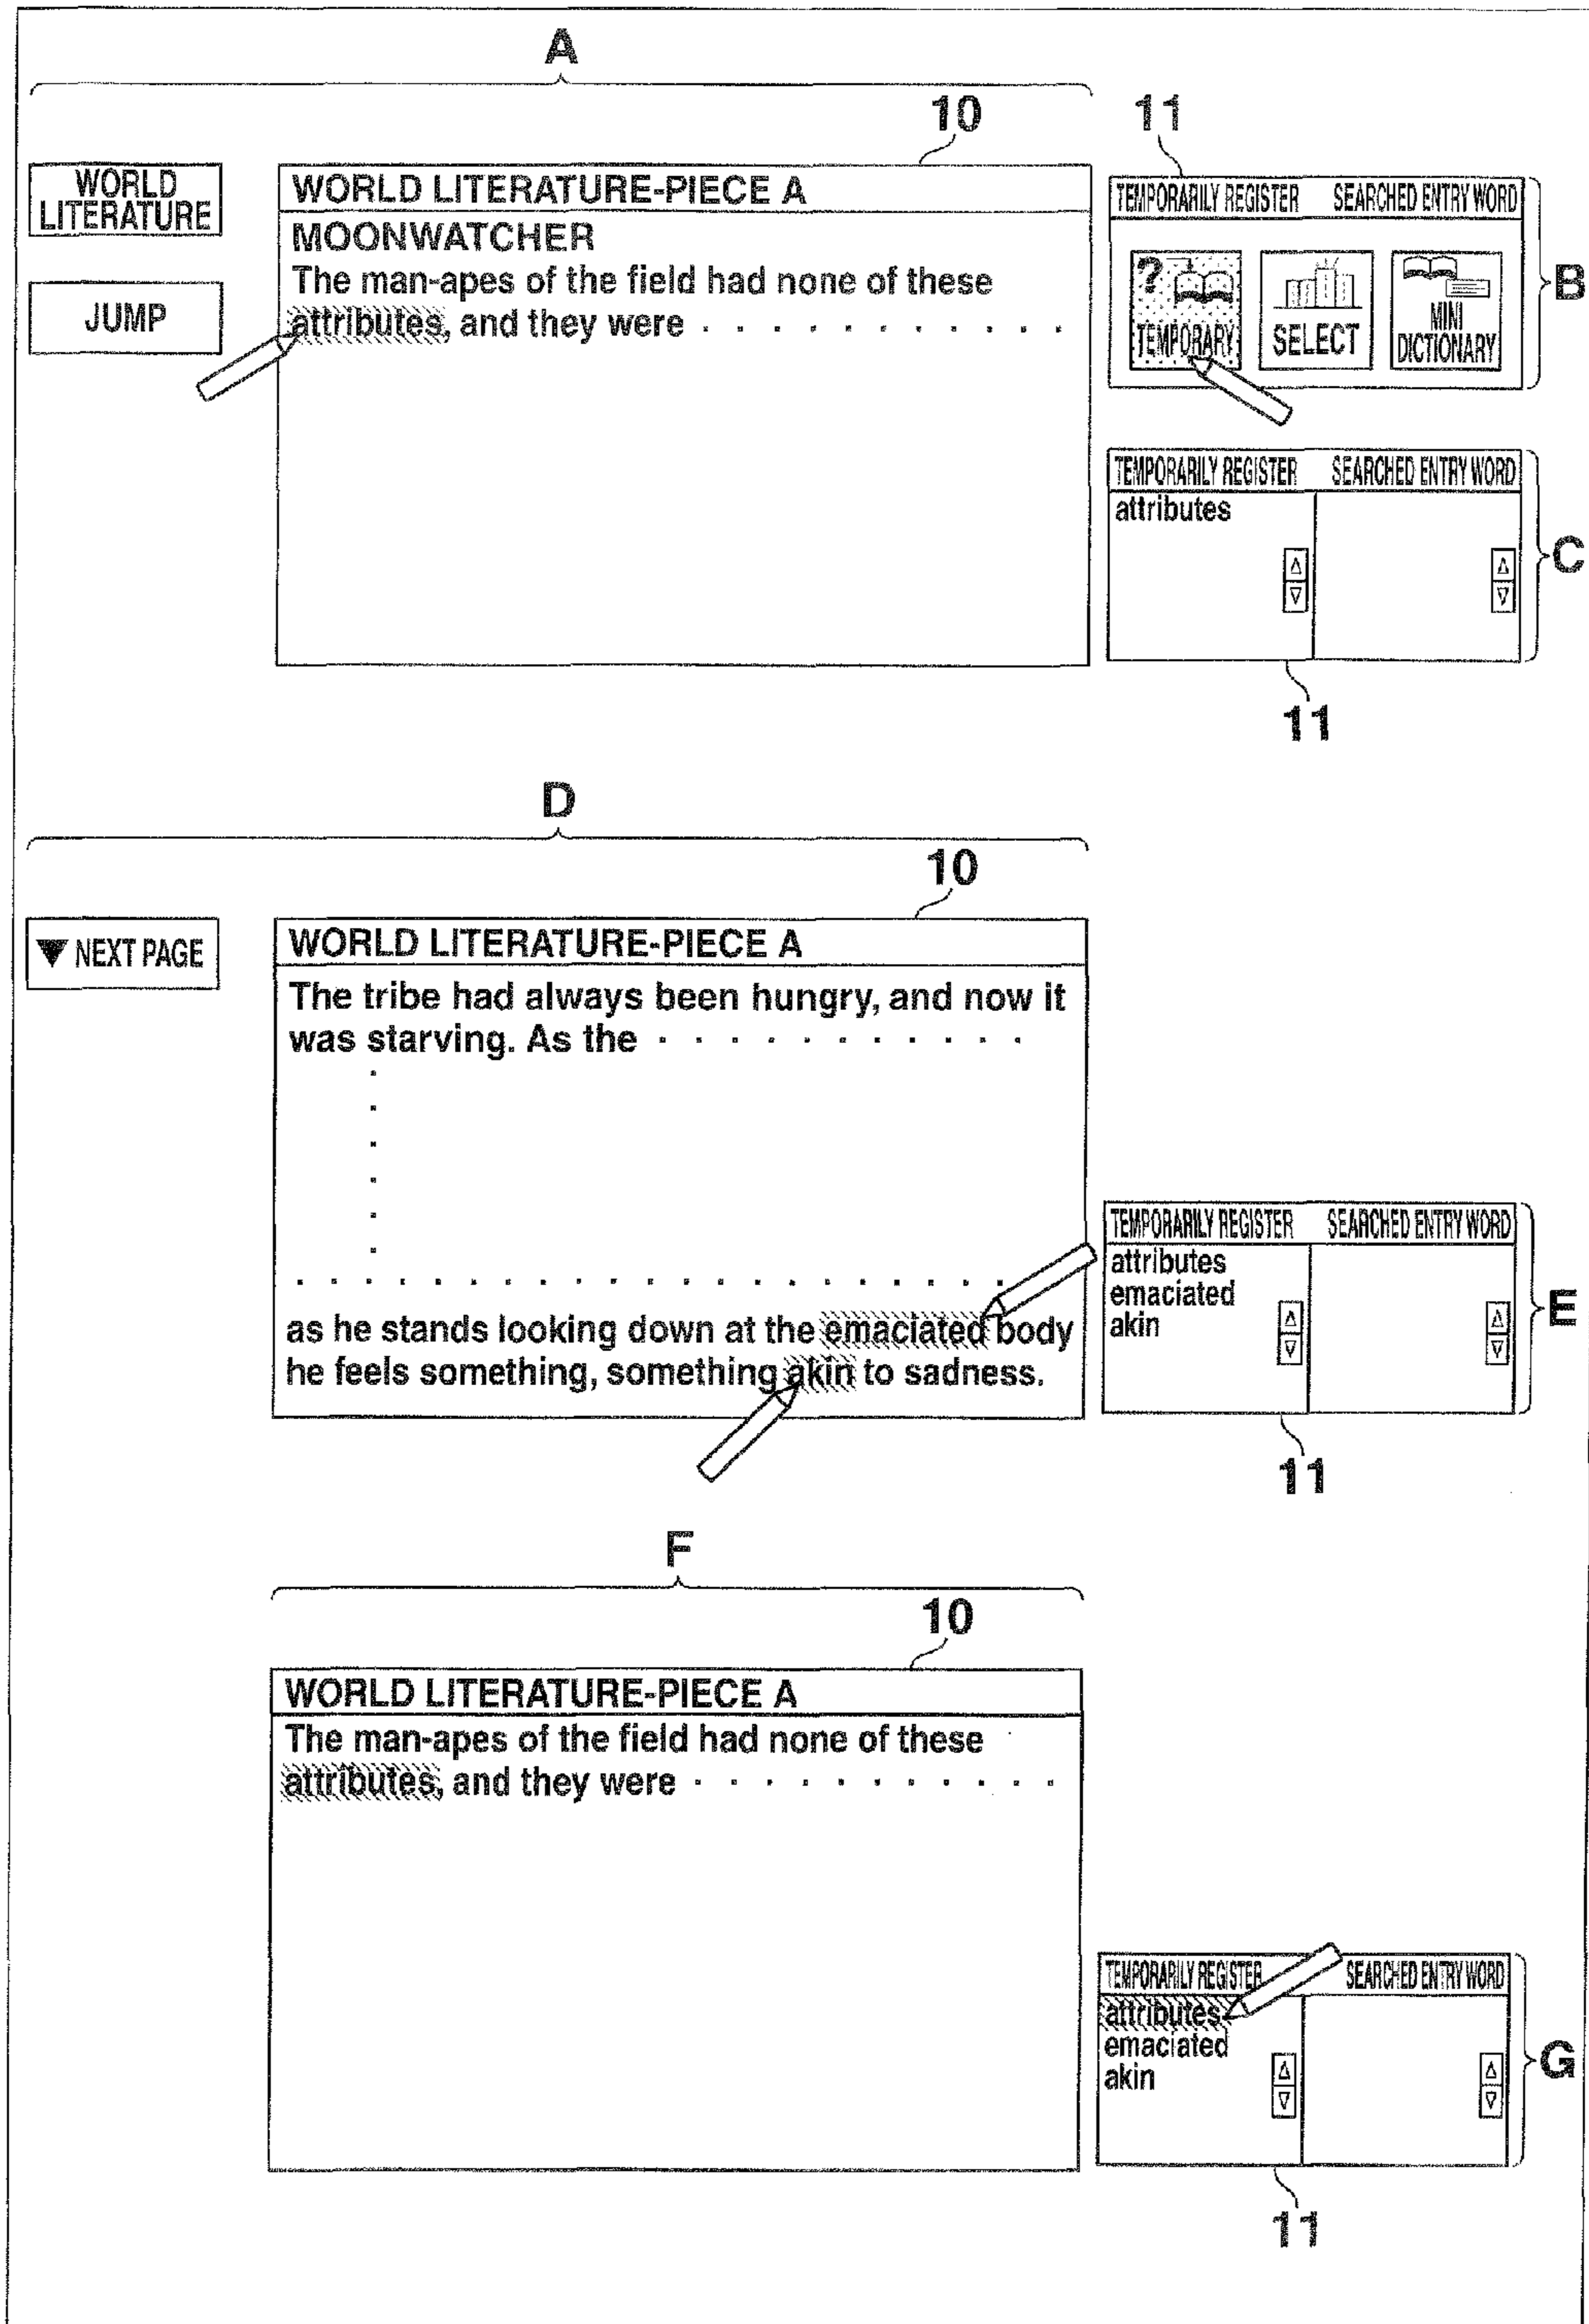 A
10
11
WORLD
LITERATURE
JUMP
WORLD LITERATURE-PIECE A
MOONWATCHER
The man-apes of the field had none of these
attributes, and they were . . . . . . . . . . .
TEMPORARILY REGISTER SEARCHED ENTRY WORD
?
TEMPORARY
SELECT
MINI
DICTIONARY
B
TEMPORARILY REGISTER SEARCHED ENTRY WORD
attributes
C
11
D
10
▼ NEXT PAGE
WORLD LITERATURE-PIECE A
The tribe had always been hungry, and now it
was starving. As the . . . . . . . . . . .
as he stands looking down at the emaciated body
he feels something, something akin to sadness.
TEMPORARILY REGISTER SEARCHED ENTRY WORD
attributes
emaciated
akin
E
11
F
10
WORLD LITERATURE-PIECE A
The man-apes of the field had none of these
attributes, and they were . . . . . . . . . . .
TEMPORARILY REGISTER SEARCHED ENTRY WORD
attributes
emaciated
akin
G
11